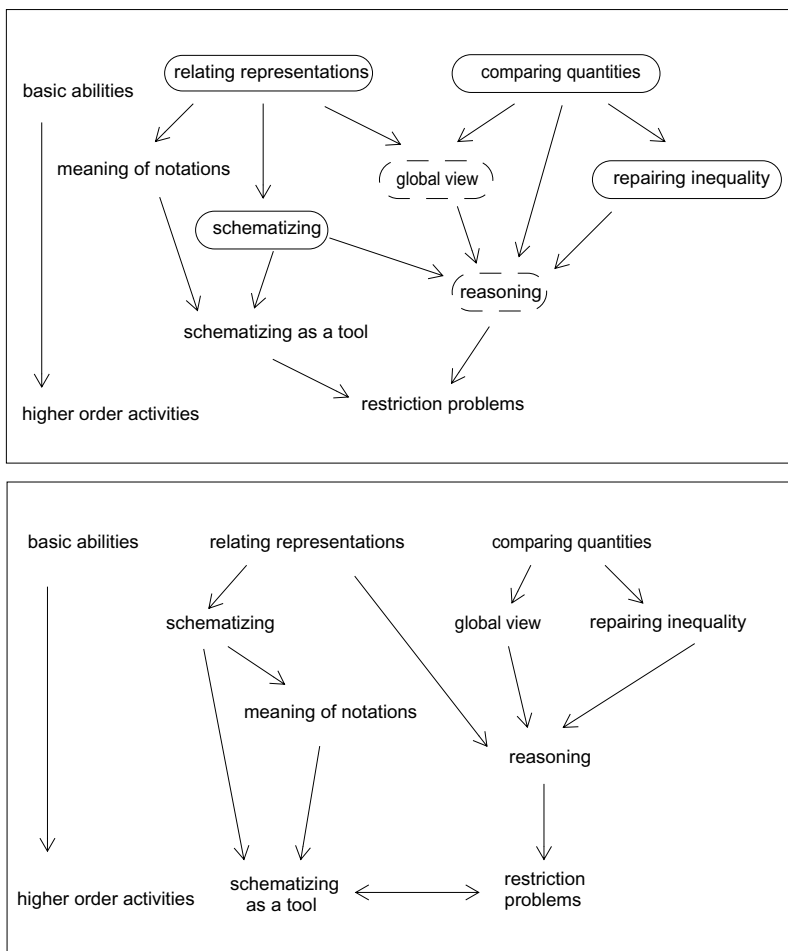 relating representations
comparing quantities
basic abilities
meaning of notations
global view
repairing inequality
schematizing
reasoning
schematizing as a tool
restriction problems
higher order activities
basic abilities
relating representations
comparing quantities
schematizing
global view
repairing inequality
meaning of notations
reasoning
higher order activities
schematizing
as a tool
restriction
problems